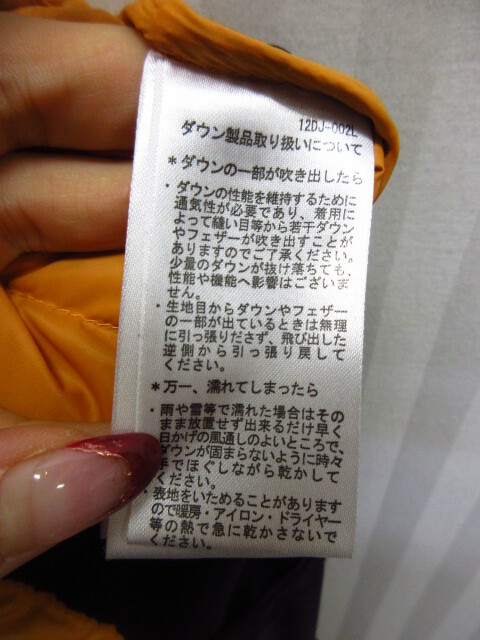 12DJ-002L
ダウン製品取り扱いについて
＊ダウンの一部が吹き出したら
・ダウンの性能を維持するために
通気性が必要であり、着用に
よって縫い目等から若干ダウン
やフェザーが吹き出すことが
ありますのでご了承ください。
少量のダウンが抜け落ちても、
性能や機能へ影響はございま
せん。
・生地目からダウンやフェザー
の一部が出ているときは無理
に引っ張りださず、飛び出した
逆側から引っ張り戻して
ください。
＊万一、濡れてしまったら
・雨や雪等で濡れた場合はその
まま放置せず出来るだけ早く
日かげの風通しのよいところで、
ダウンが固まらないように時々
手でほぐしながら乾かして
ください。
・表地をいためることがあります
ので暖房・アイロン・ドライヤー
等の熱で急に乾かさないで
ください。